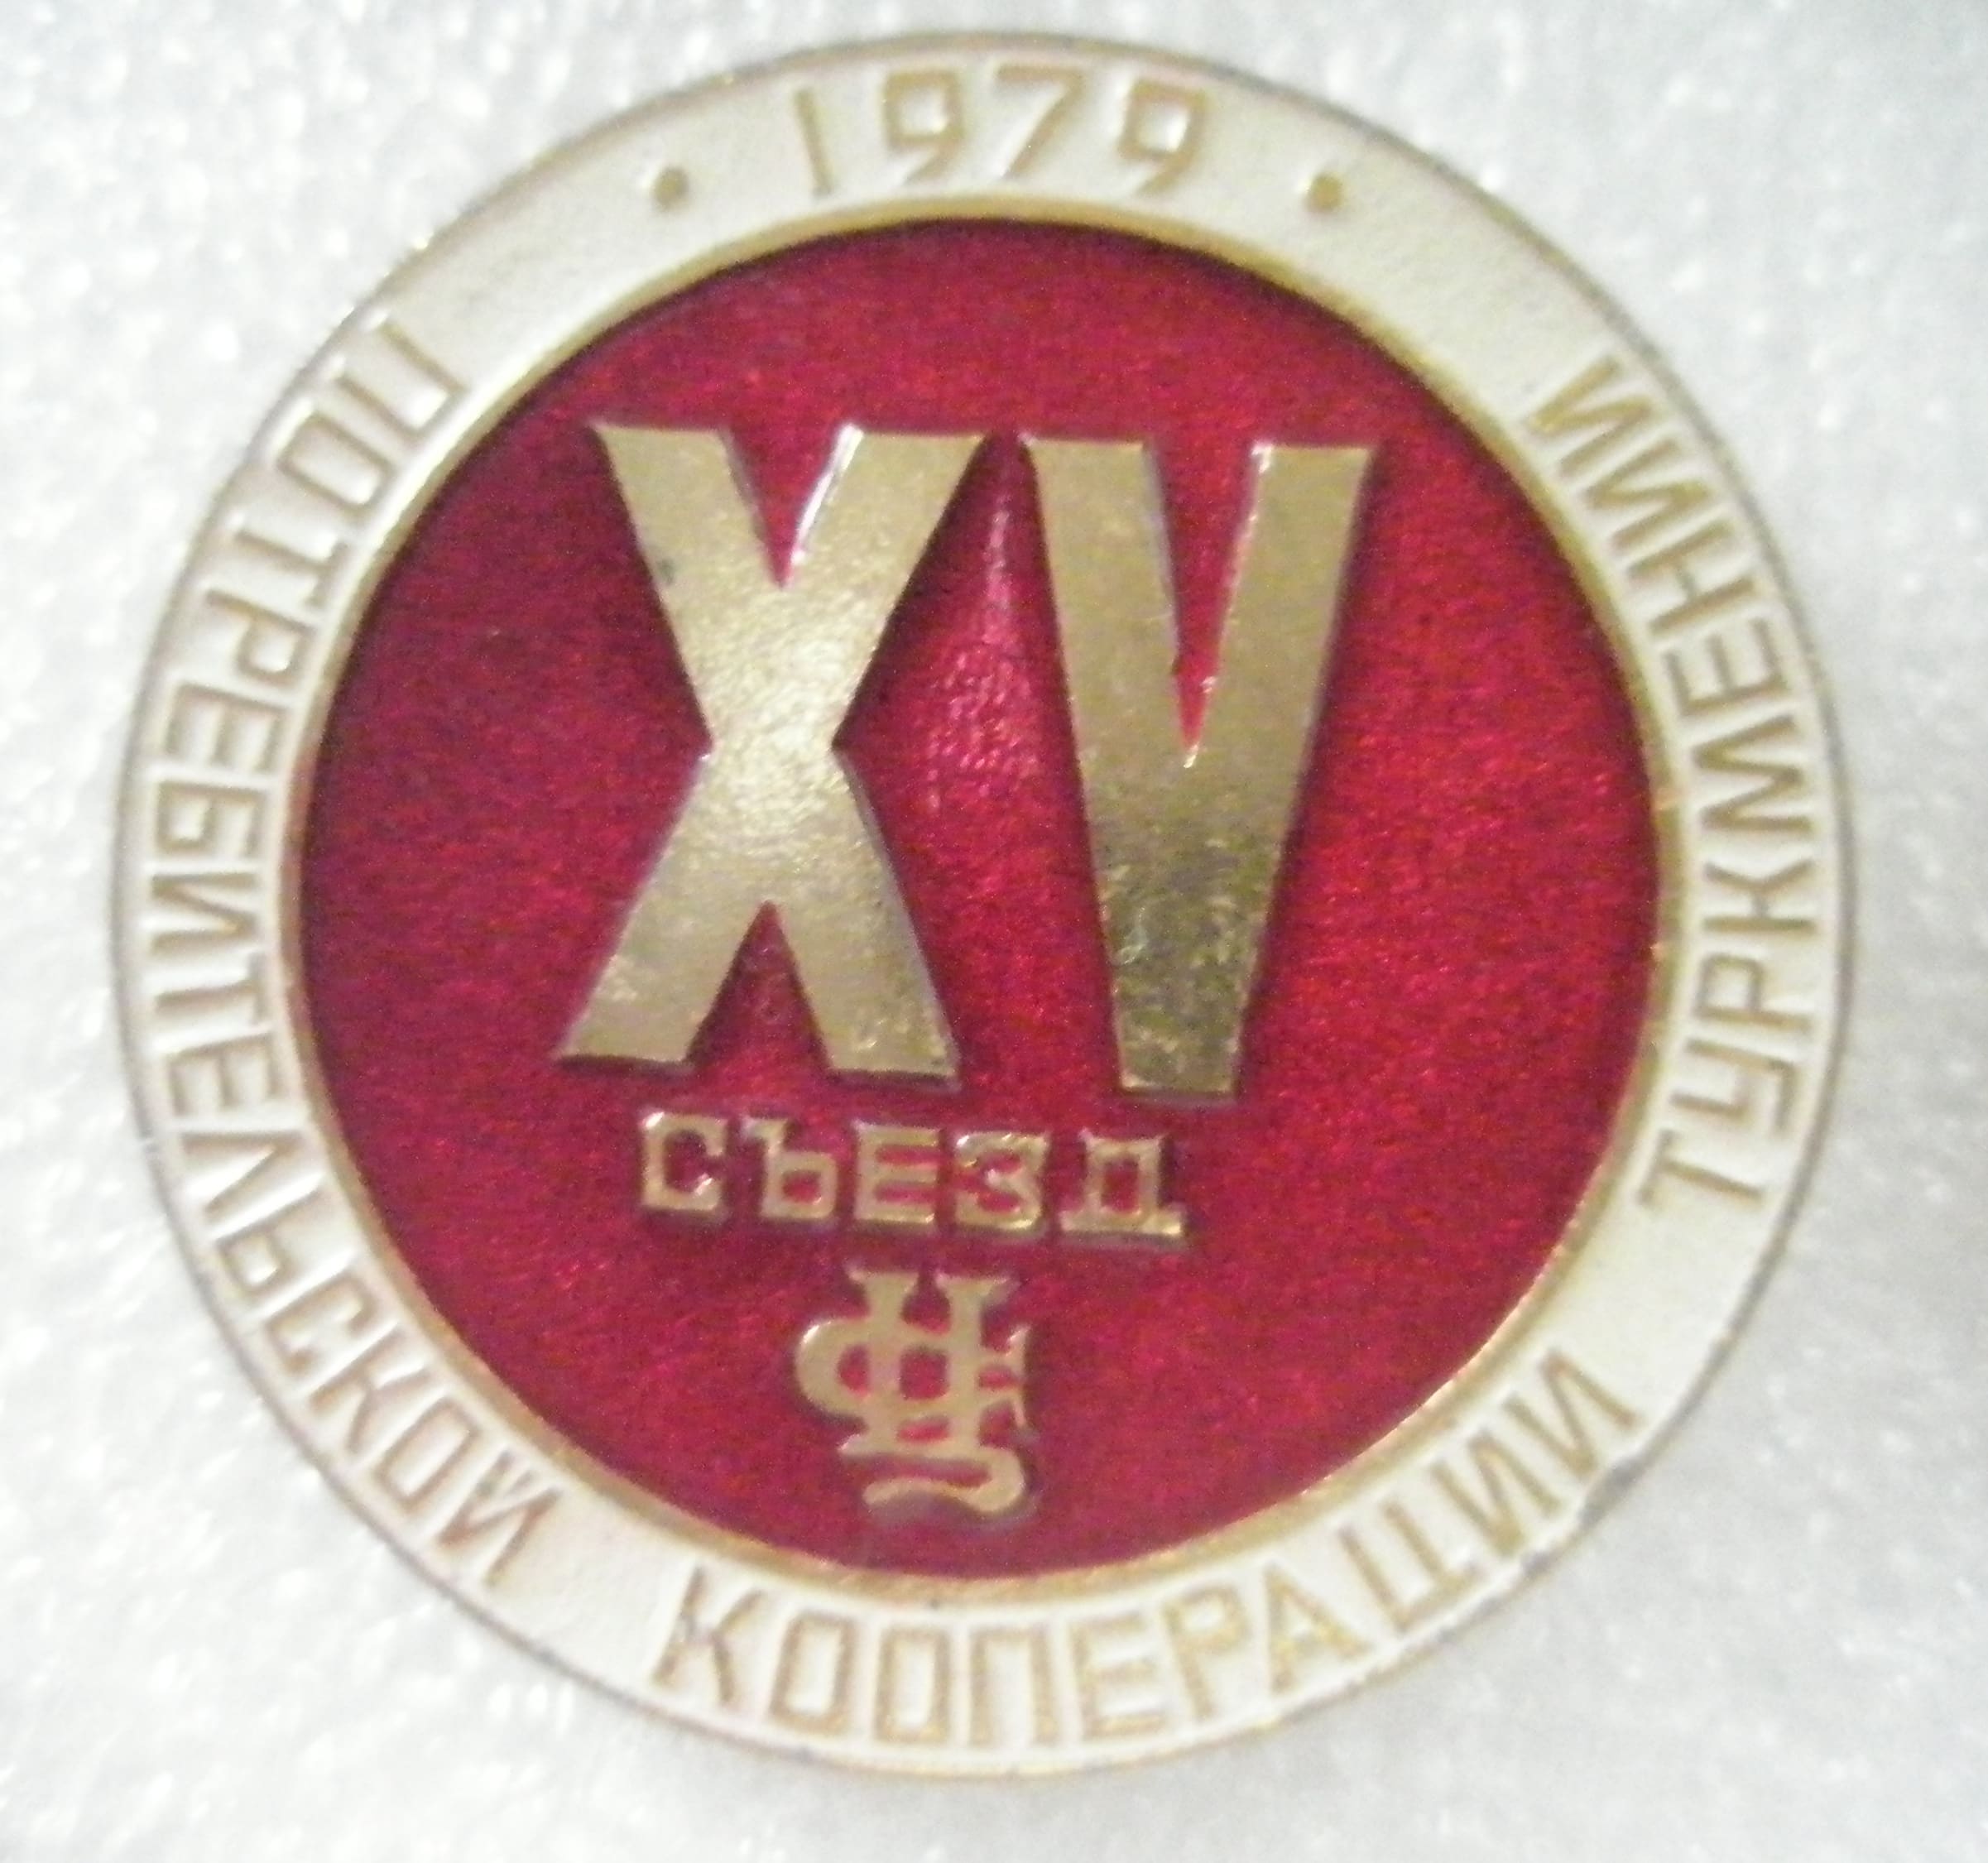 1979
XV
СЪЕЗД
ПОТРЕБИТЕЛЬСКОЙ КООПЕРАЦИИ ТУРКМЕНИИ